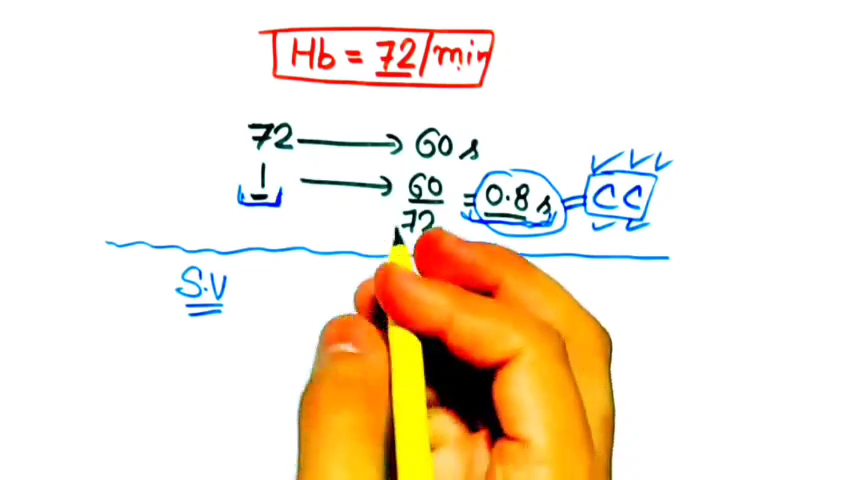 Hb = 72/min
72 → 60 s
1 → 60/72 = 0.8 s = CC
S.V